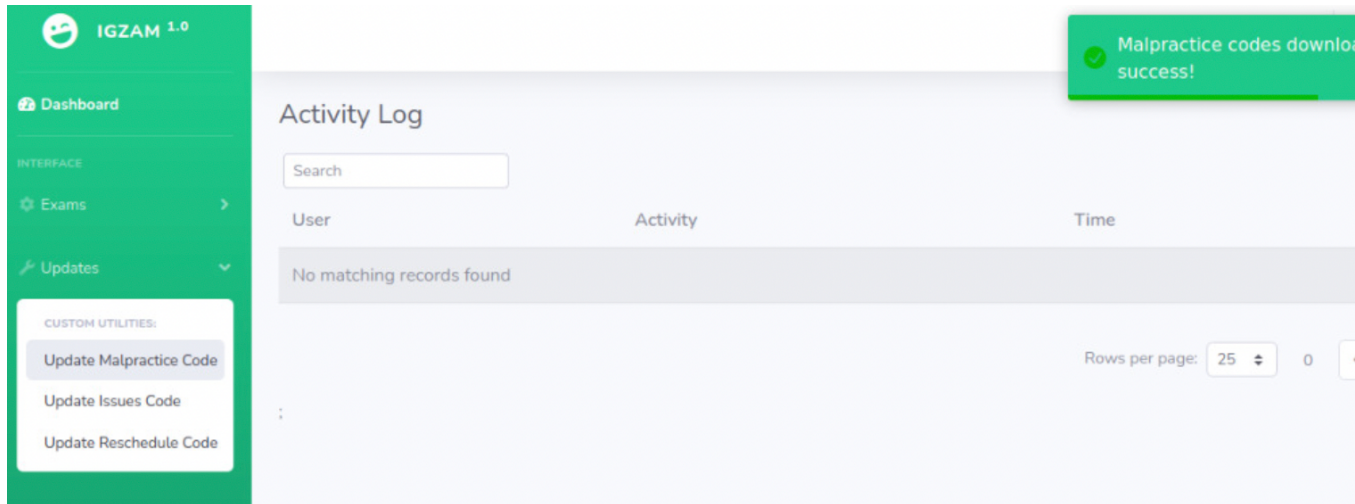 IGZAM 1.0
Malpractice codes
success!
Dashboard
Activity Log
INTERFACE
Search
Exams
User Activity Time
Updates
No matching records found
CUSTOM UTILITIES:
Update Malpractice Code
Rows per page: 25 0
Update Issues Code
;
Update Reschedule Code